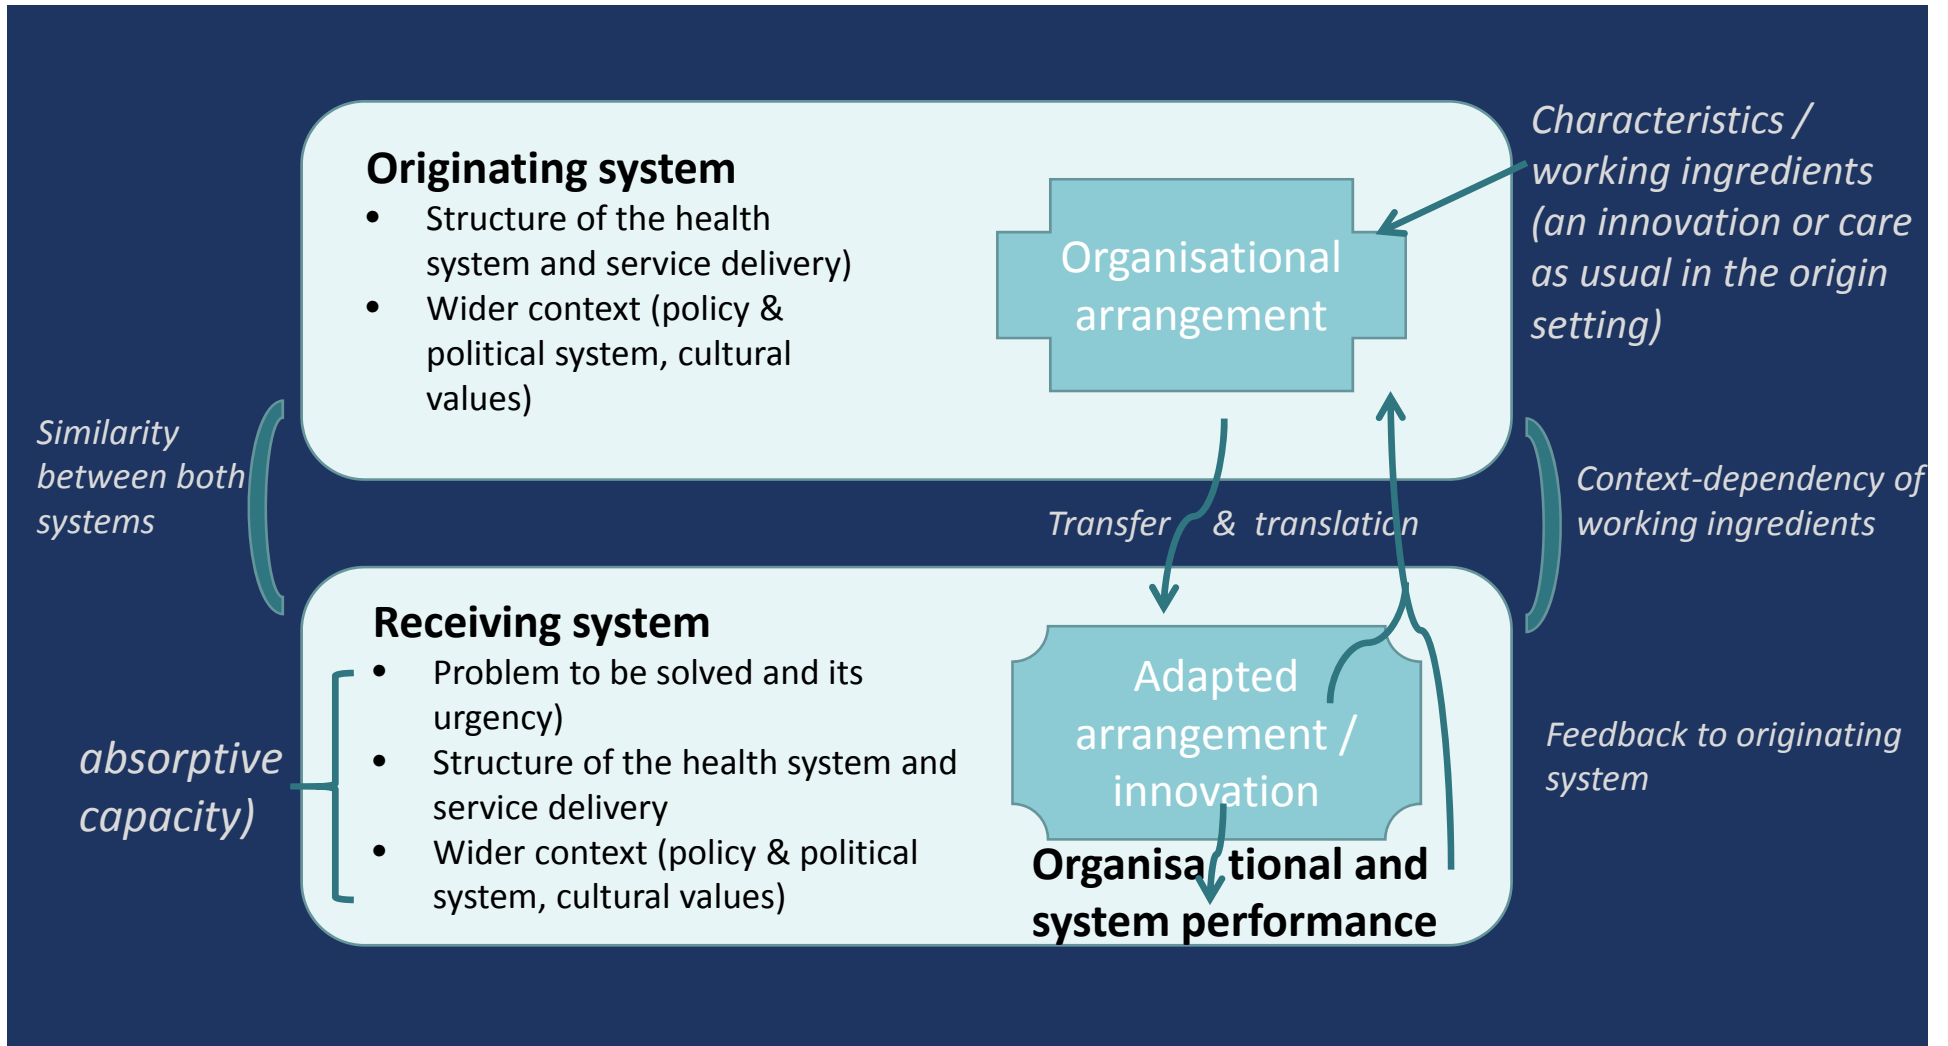 Originating system
• Structure of the health
system and service delivery)
• Wider context (policy &
political system, cultural
values)
Organisational
arrangement
Characteristics /
working ingredients
(an innovation or care
as usual in the origin
setting)
Similarity
between both
systems
Transfer & translation
Context-dependency of
working ingredients
Receiving system
• Problem to be solved and its
urgency)
• Structure of the health system and
service delivery
• Wider context (policy & political
system, cultural values)
absorptive
capacity)
Adapted
arrangement /
innovation
Organisa tional and
system performance
Feedback to originating
system